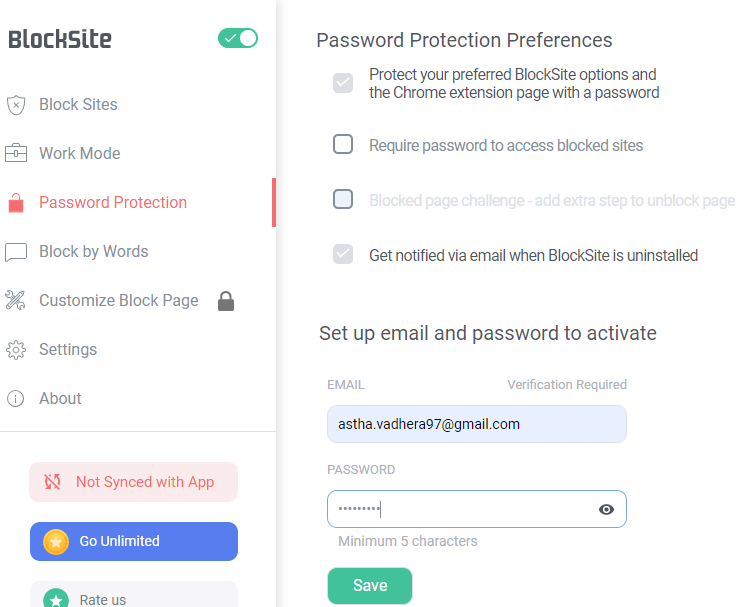 BlockSite
Block Sites
Work Mode
Password Protection
Block by Words
Customize Block Page
Settings
About
Not Synced with App
Go Unlimited
Rate us
Password Protection Preferences
Protect your preferred BlockSite options and
the Chrome extension page with a password
Require password to access blocked sites
Blocked page challenge - add extra step to unblock page
Get notified via email when BlockSite is uninstalled
Set up email and password to activate
EMAIL Verification Required
astha.vadhera97@gmail.com
PASSWORD
•••••••••
Minimum 5 characters
Save